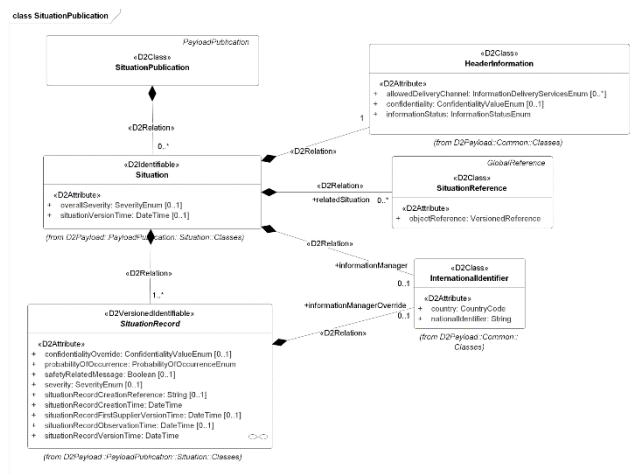 class SituationPublication
PayloadPublication
«D2Class»
SituationPublication
«D2Relation»
0..*
«D2Identifiable»
Situation
«D2Attribute»
+ overallSeverity: SeverityEnum [0..1]
+ situationVersionTime: DateTime [0..1]
(from D2Payload::PayloadPublication::Situation::Classes)
«D2Relation»
1..*
«D2VersionedIdentifiable»
SituationRecord
«D2Attribute»
+ confidentialityOverride: ConfidentialityValueEnum [0..1]
+ probabilityOfOccurrence: ProbabilityOfOccurrenceEnum
+ safetyRelatedMessage: Boolean [0..1]
+ severity: SeverityEnum [0..1]
+ situationRecordCreationReference: String [0..1]
+ situationRecordCreationTime: DateTime
+ situationRecordFirstSupplierVersionTime: DateTime [0..1]
+ situationRecordObservationTime: DateTime [0..1]
+ situationRecordVersionTime: DateTime
(from D2Payload::PayloadPublication::Situation::Classes)
«D2Class»
HeaderInformation
«D2Attribute»
+ allowedDeliveryChannel: InformationDeliveryServicesEnum [0..*]
+ confidentiality: ConfidentialityValueEnum [0..1]
+ informationStatus: InformationStatusEnum
(from D2Payload::Common::Classes)
1
«D2Relation»
GlobalReference
«D2Class»
SituationReference
«D2Attribute»
+ objectReference: VersionedReference
«D2Relation»
+relatedSituation 0..*
«D2Relation»
+informationManager
0..1
«D2Class»
InternationalIdentifier
«D2Attribute»
+ country: CountryCode
+ nationalIdentifier: String
(from D2Payload::Common::
Classes)
+informationManagerOverride
0..1
«D2Relation»